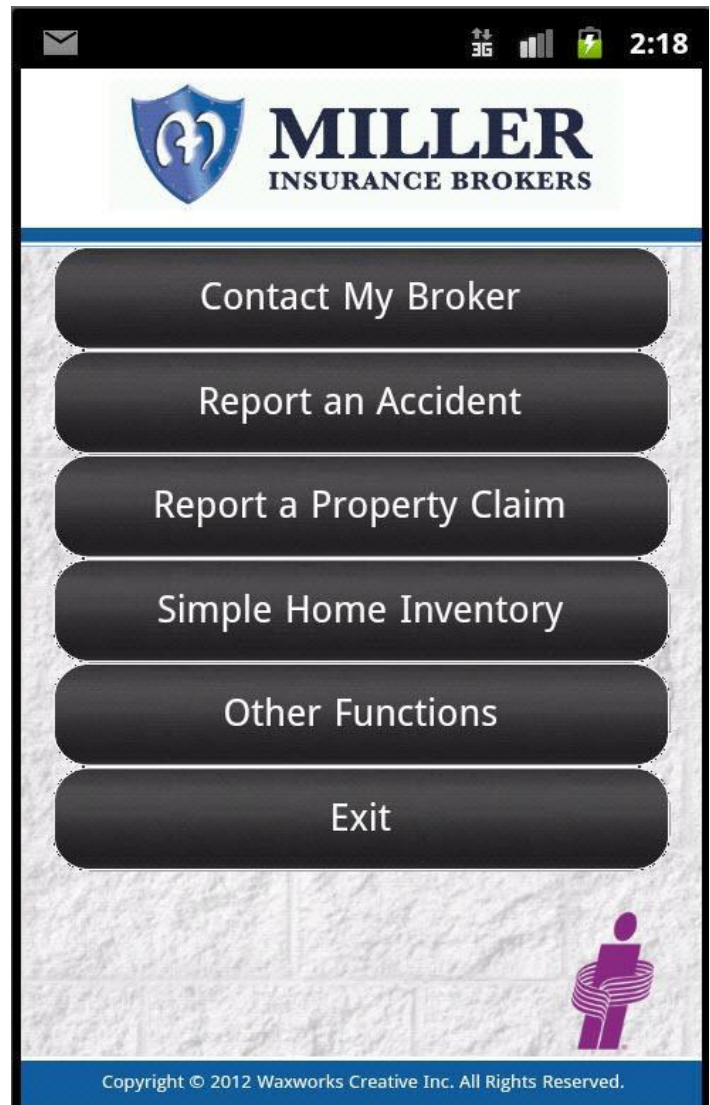 3G 2:18
MILLER
INSURANCE BROKERS
Contact My Broker
Report an Accident
Report a Property Claim
Simple Home Inventory
Other Functions
Exit
Copyright © 2012 Waxworks Creative Inc. All Rights Reserved.